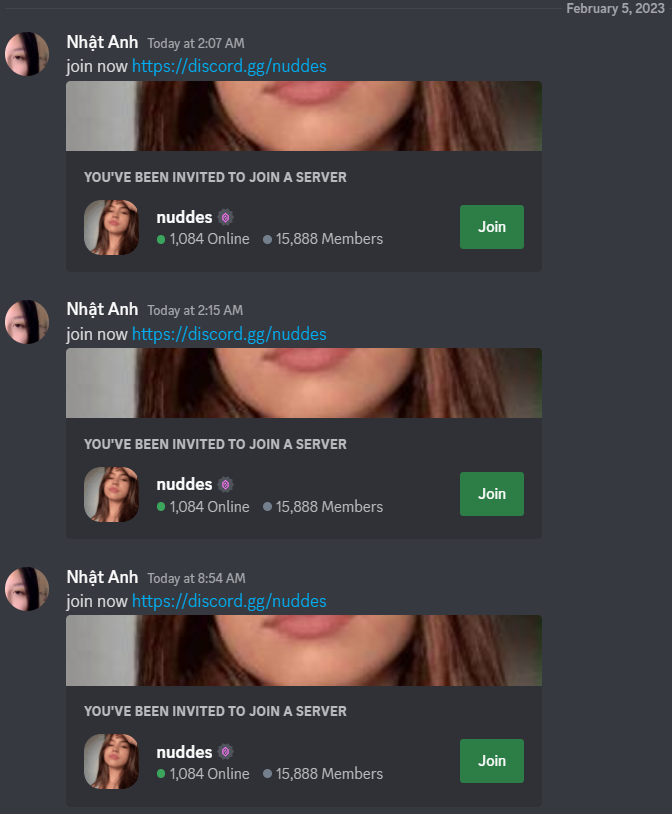 February 5, 2023
Nhật Anh Today at 2:07 AM
join now https://discord.gg/nuddes
YOU'VE BEEN INVITED TO JOIN A SERVER
nuddes
1,084 Online 15,888 Members
Join
Nhật Anh Today at 2:15 AM
join now https://discord.gg/nuddes
YOU'VE BEEN INVITED TO JOIN A SERVER
nuddes
1,084 Online 15,888 Members
Join
Nhật Anh Today at 8:54 AM
join now https://discord.gg/nuddes
YOU'VE BEEN INVITED TO JOIN A SERVER
nuddes
1,084 Online 15,888 Members
Join